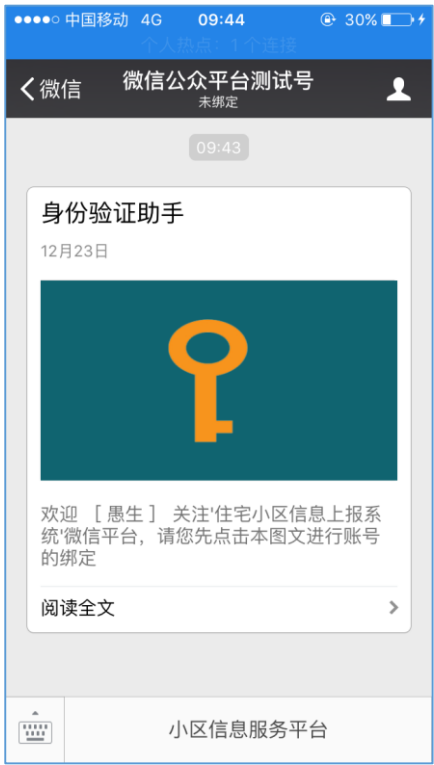 中国移动 4G 09:44 30%
个人热点：1 个连接
微信
微信公众平台测试号
未绑定
09:43
身份验证助手
12月23日
欢迎 ［ 愚生 ］ 关注'住宅小区信息上报系
统'微信平台，请您先点击本图文进行账号
的绑定
阅读全文
小区信息服务平台